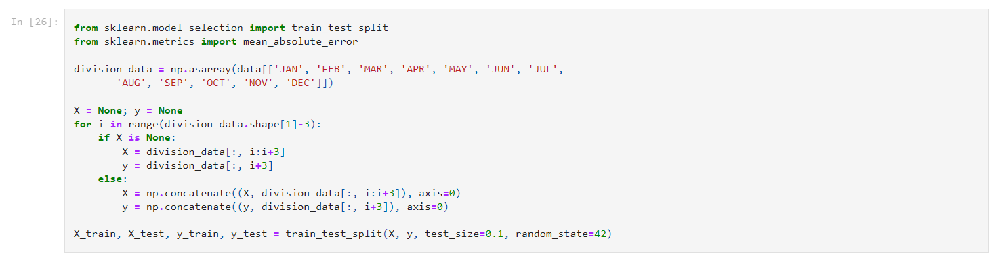 In [26]:
from sklearn.model_selection import train_test_split
from sklearn.metrics import mean_absolute_error
division_data = np.asarray(data[['JAN', 'FEB', 'MAR', 'APR', 'MAY', 'JUN', 'JUL',
       'AUG', 'SEP', 'OCT', 'NOV', 'DEC']])
X = None; y = None
for i in range(division_data.shape[1]-3):
    if X is None:
        X = division_data[:, i:i+3]
        y = division_data[:, i+3]
    else:
        X = np.concatenate((X, division_data[:, i:i+3]), axis=0)
        y = np.concatenate((y, division_data[:, i+3]), axis=0)
X_train, X_test, y_train, y_test = train_test_split(X, y, test_size=0.1, random_state=42)